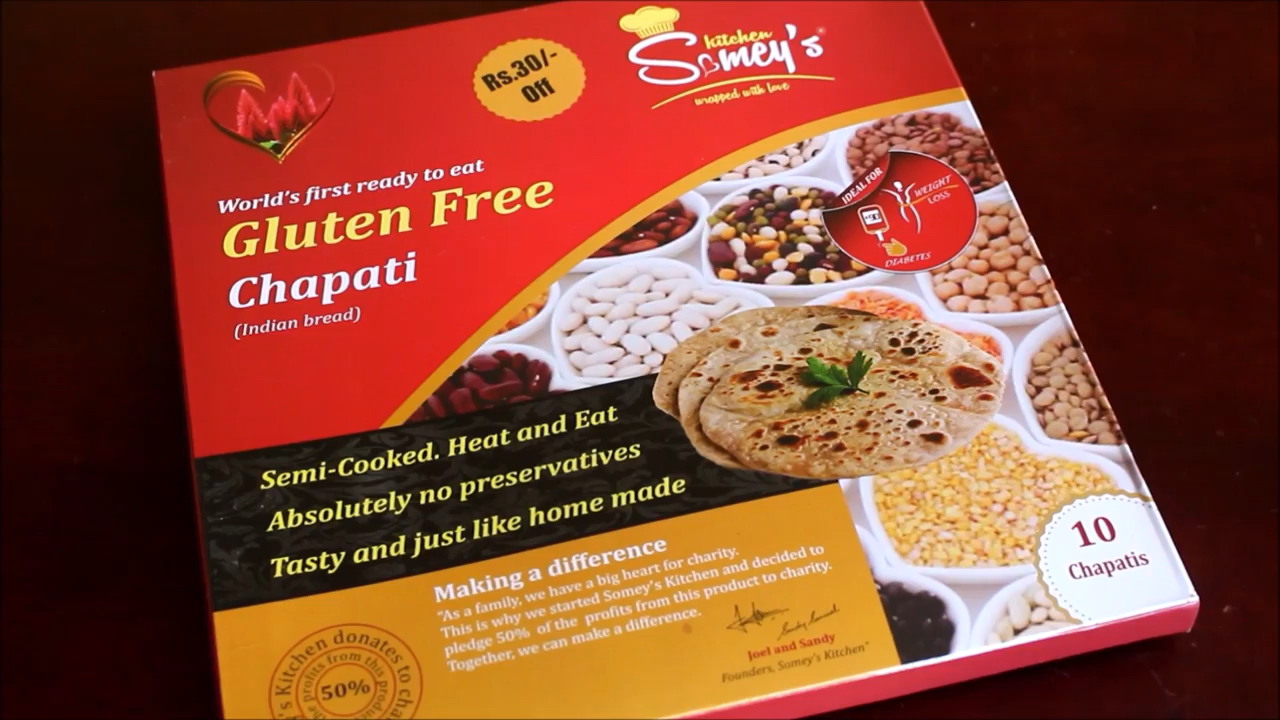 Rs.30/-
Off
kitchen
Somey's
wrapped with love
World's first ready to eat
Gluten Free
Chapati
(Indian bread)
IDEAL FOR
WEIGHT
LOSS
DIABETES
Semi-Cooked. Heat and Eat
Absolutely no preservatives
Tasty and just like home made
10
Chapatis
Making a difference
"As a family, we have a big heart for charity.
This is why we started Somey's Kitchen and decided to
pledge 50% of the profits from this product to charity.
Together, we can make a difference.
Joel and Sandy
Founders, Somey's Kitchen"
's Kitchen donates to cha
the profits from this produc
50%